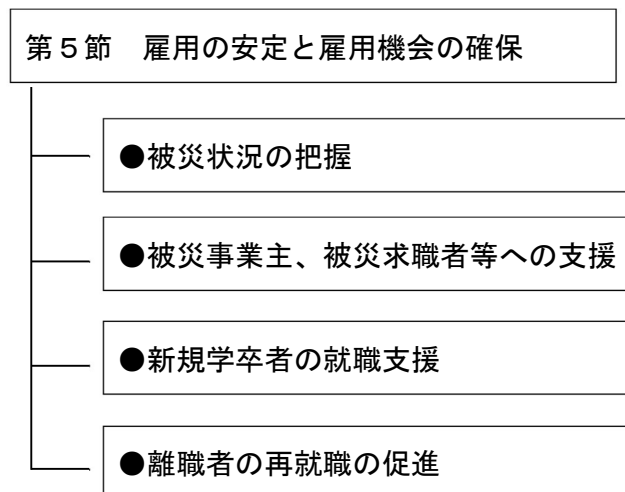 第５節　雇用の安定と雇用機会の確保
●被災状況の把握
●被災事業主、被災求職者等への支援
●新規学卒者の就職支援
●離職者の再就職の促進